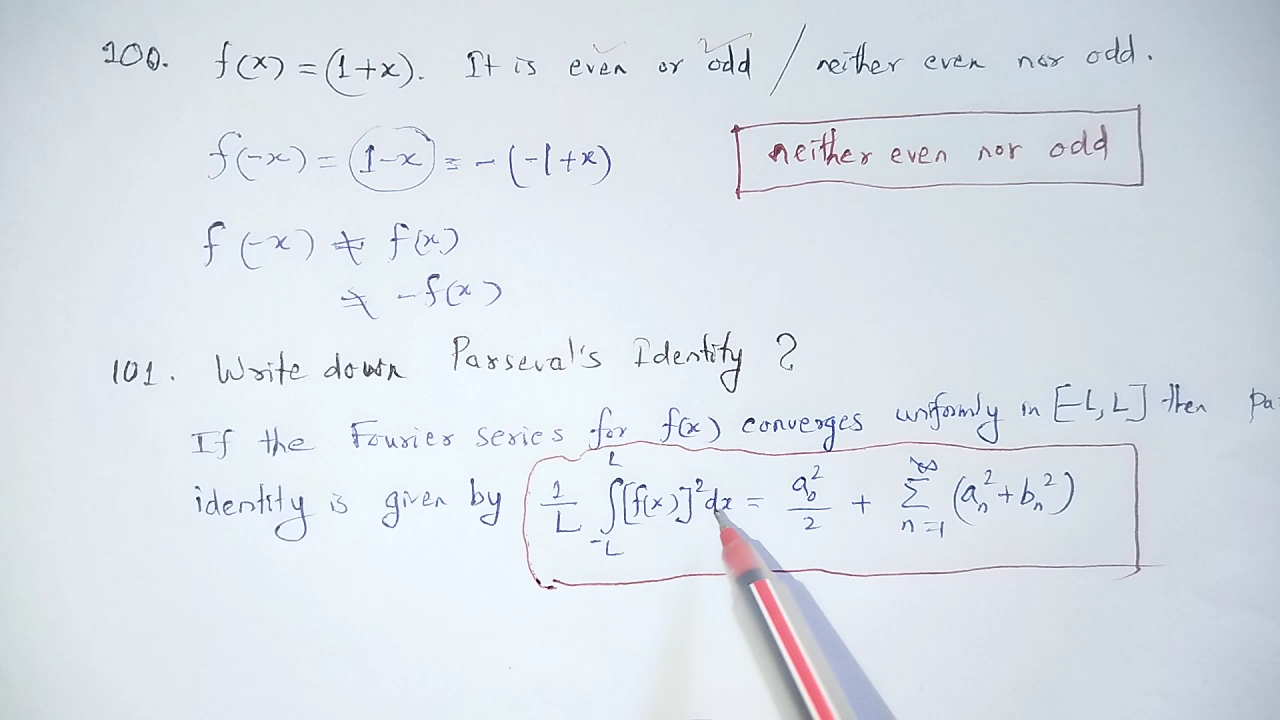 100. f(x) = (1+x). It is even or odd / neither even nor odd.
f(-x) = (1-x) = -(-1+x)
neither even nor odd
f(-x) ≠ f(x)
≠ -f(x)
101. Write down Parseval's Identity ?
If the Fourier series for f(x) converges uniformly in [-L, L] then
identity is given by 1/L ∫_{-L}^{L} [f(x)]² dx = a₀²/2 + ∑_{n=1}^{∞} (aₙ² + bₙ²)